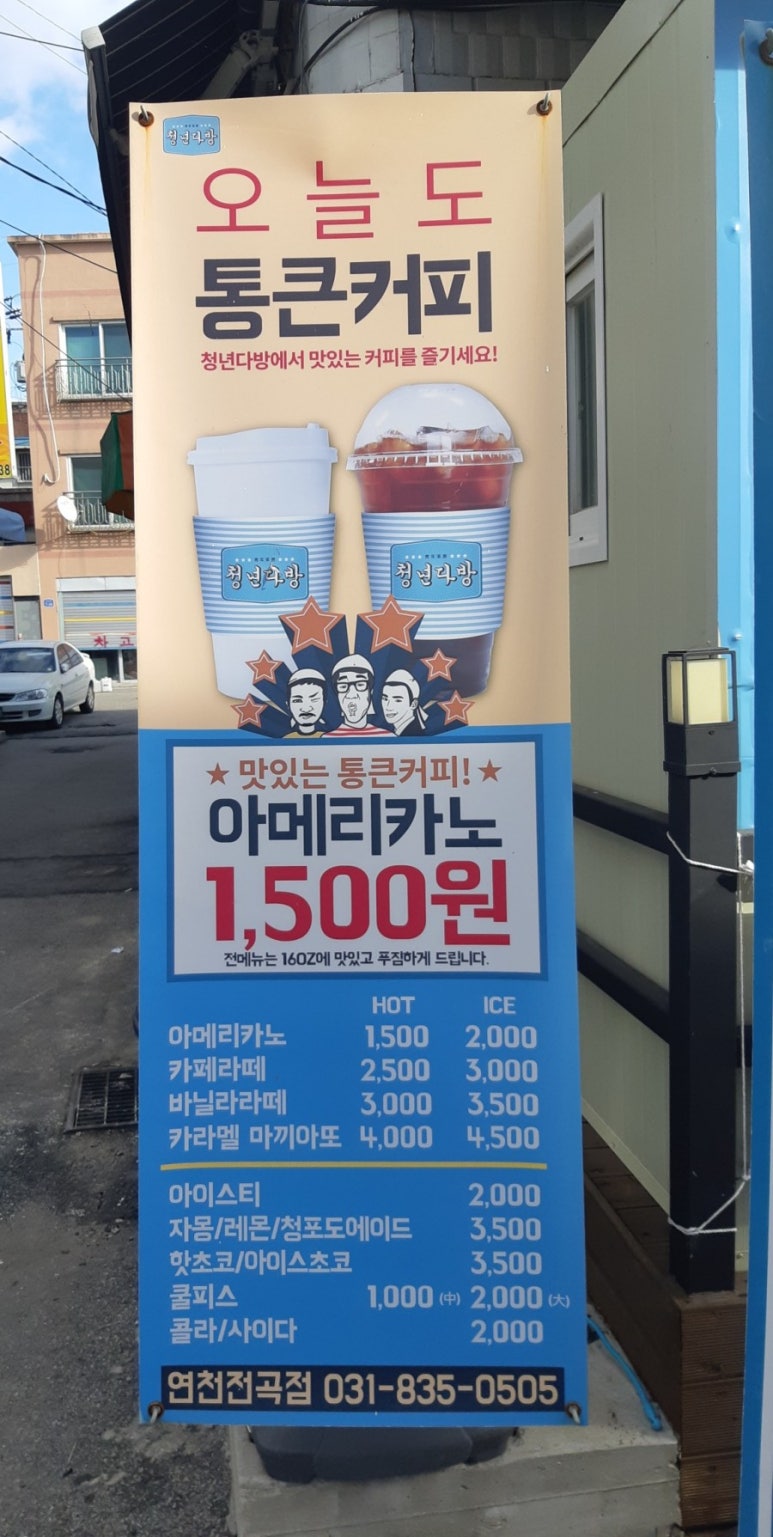 청년다방
오늘도
통큰커피
청년다방에서 맛있는 커피를 즐기세요!
청년다방
청년다방
★ 맛있는 통큰커피! ★
아메리카노
1,500원
전메뉴는 16OZ에 맛있고 푸짐하게 드립니다.
HOT ICE
아메리카노 1,500 2,000
카페라떼 2,500 3,000
바닐라라떼 3,000 3,500
카라멜 마끼아또 4,000 4,500
아이스티 2,000
자몽/레몬/청포도에이드 3,500
핫초코/아이스초코 3,500
쿨피스 1,000 (中) 2,000 (大)
콜라/사이다 2,000
연천전곡점 031-835-0505
차고
38